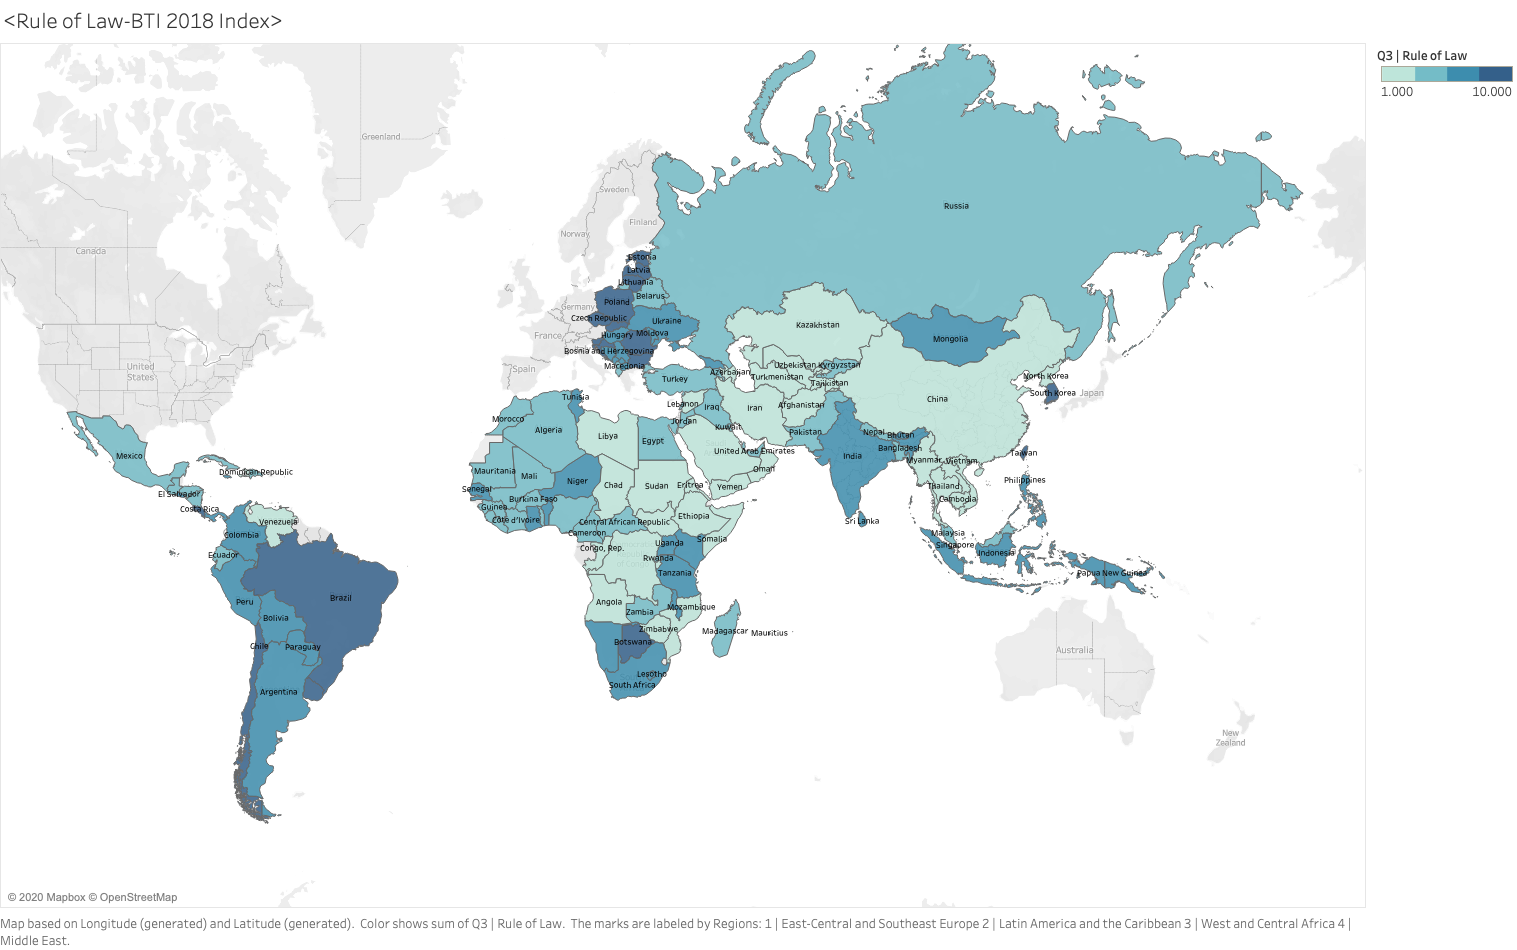 <Rule of Law-BTI 2018 Index>
Q3 | Rule of Law
1.000 10.000
Greenland
Sweden
Finland
Norway
Russia
Canada
Estonia
Latvia
Lithuania
Belarus
Poland
Germany
Czech Republic
Ukraine
Kazakhstan
Hungary
Moldova
France
Mongolia
Bosnia and Herzegovina
Macedonia
Spain
United
States
Uzbekistan
Kyrgyzstan
Azerbaijan
Turkmenistan
Turkey
Tajikistan
North Korea
South Korea
Japan
Tunisia
China
Lebanon
Iraq
Iran
Afghanistan
Morocco
Jordan
Kuwait
Algeria
Libya
Egypt
Saudi
Pakistan
Nepal
Bhutan
Bangladesh
United Arab Emirates
India
Taiwan
Mexico
Myanmar
Vietnam
Dominican Republic
Mauritania
Mali
Oman
Niger
Chad
Sudan
Eritrea
Yemen
Thailand
Philippines
Senegal
El Salvador
Burkina Faso
Cambodia
Costa Rica
Guinea
Ethiopia
Venezuela
Côte d'Ivoire
Central African Republic
Sri Lanka
Colombia
Cameroon
Malaysia
Somalia
Uganda
Singapore
Congo, Rep.
Indonesia
Ecuador
Rwanda
Tanzania
Papua New Guinea
Brazil
Peru
Angola
Mozambique
Zambia
Bolivia
Zimbabwe
Madagascar
Mauritius
Botswana
Chile
Paraguay
Australia
Lesotho
South Africa
Argentina
New
Zealand
© 2020 Mapbox © OpenStreetMap
Map based on Longitude (generated) and Latitude (generated). Color shows sum of Q3 | Rule of Law. The marks are labeled by Regions: 1 | East-Central and Southeast Europe 2 | Latin America and the Caribbean 3 | West and Central Africa 4 |
Middle East.